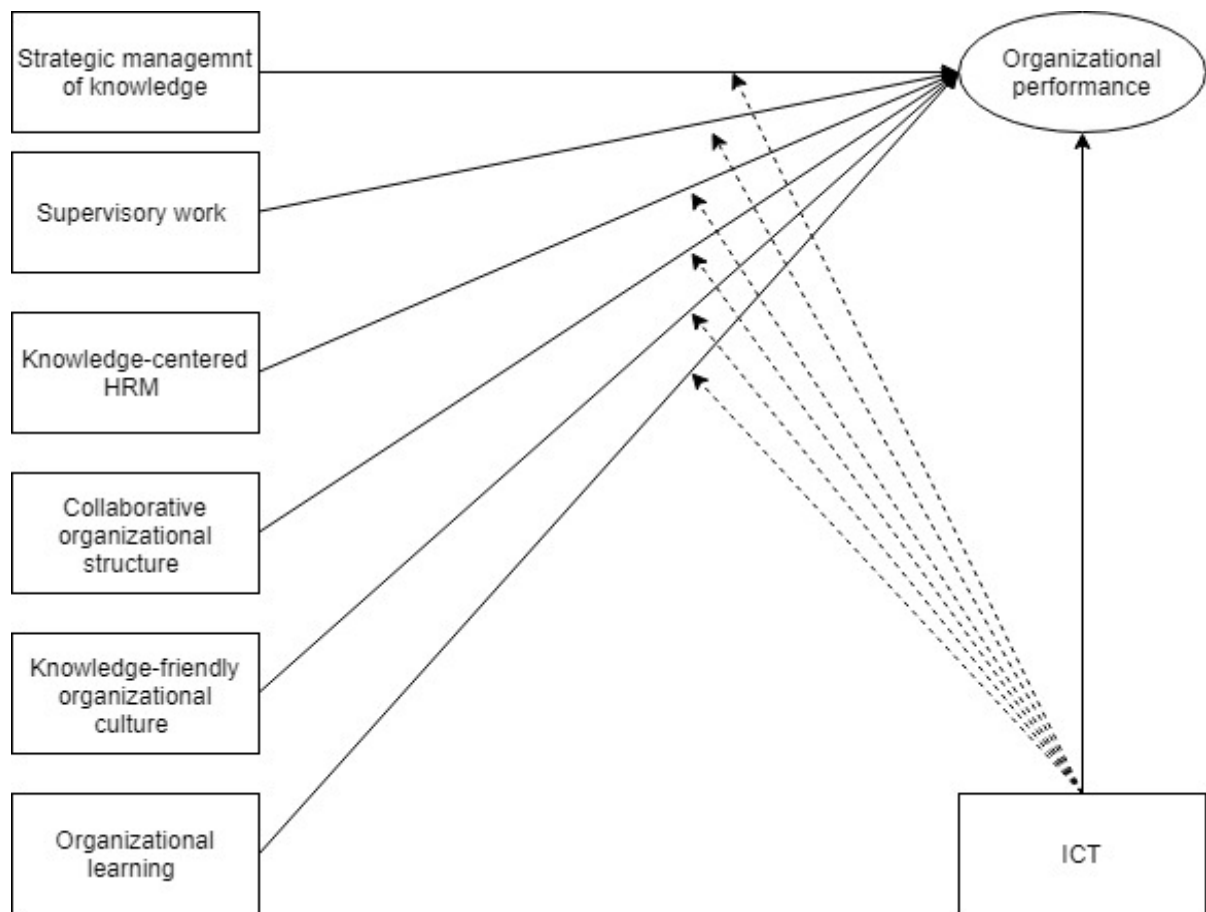 Strategic managemnt
of knowledge
Organizational
performance
Supervisory work
Knowledge-centered
HRM
Collaborative
organizational
structure
Knowledge-friendly
organizational
culture
Organizational
learning
ICT